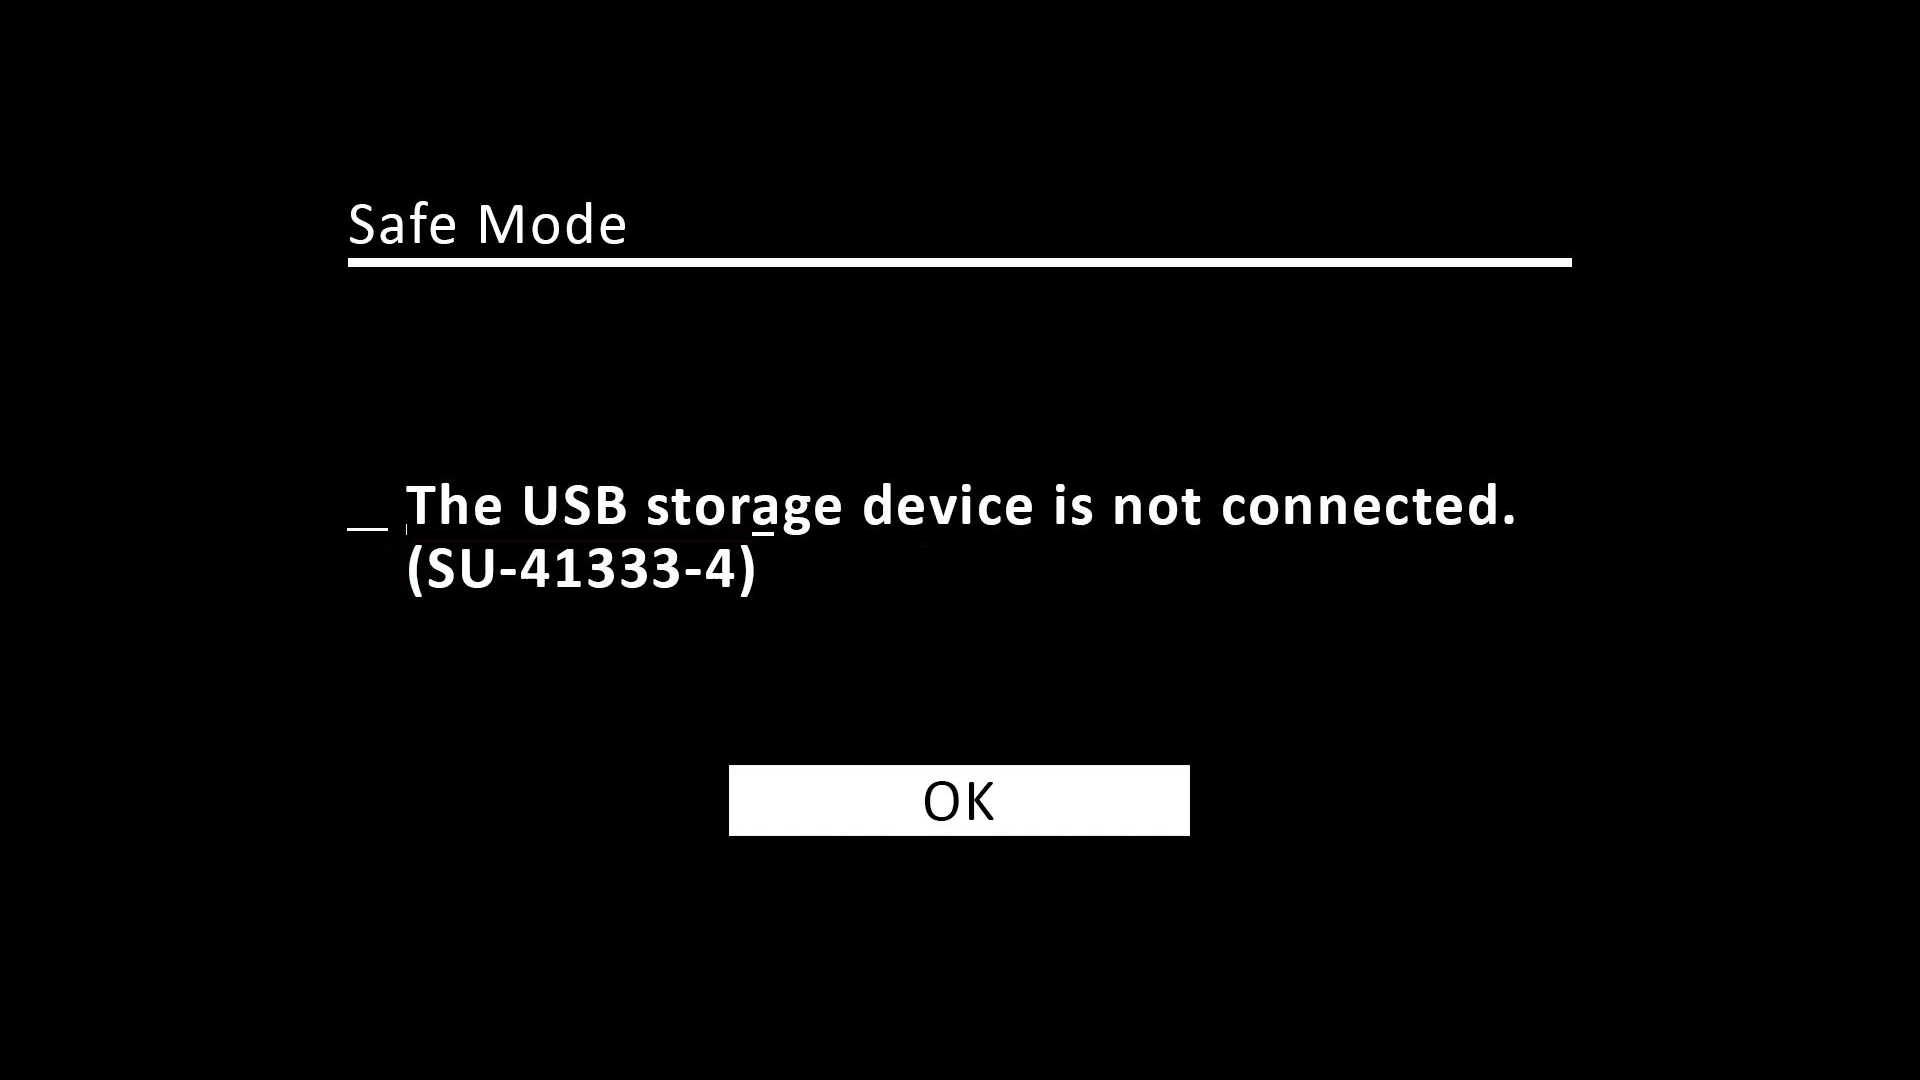 Safe Mode
The USB storage device is not connected.
(SU-41333-4)
OK